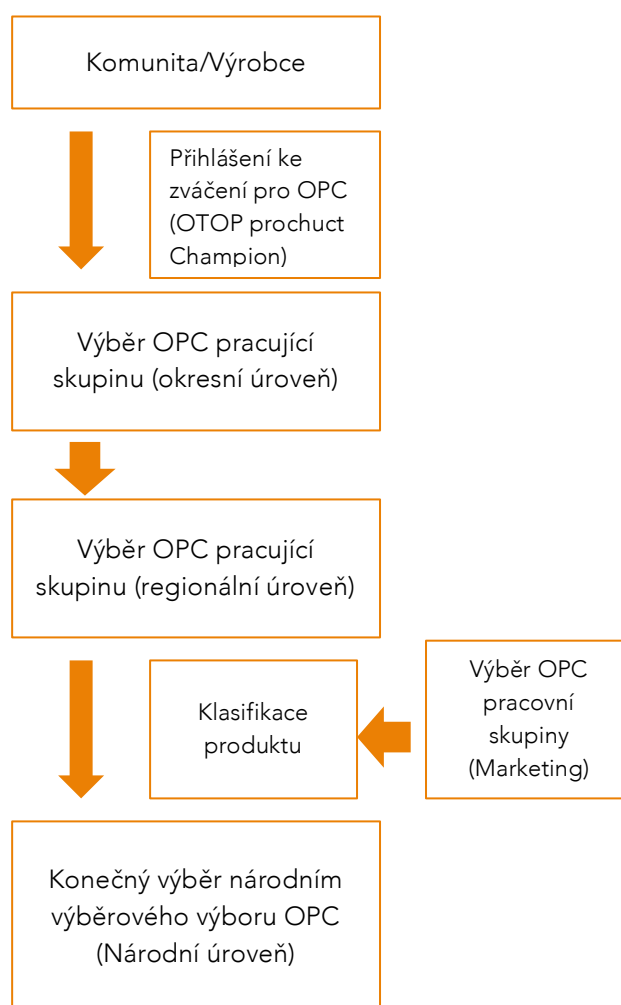 Komunita/Výrobce
Přihlášení ke
zváčení pro OPC
(OTOP prochuct
Champion)
Výběr OPC pracující
skupinu (okresní úroveň)
Výběr OPC pracující
skupinu (regionální úroveň)
Klasifikace
produktu
Výběr OPC
pracovní
skupiny
(Marketing)
Konečný výběr národním
výběrového výboru OPC
(Národní úroveň)